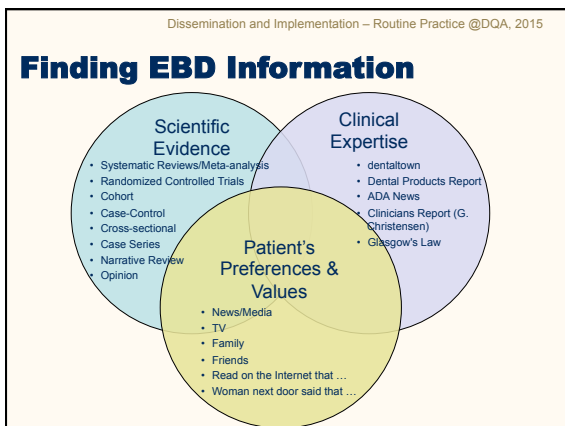 Dissemination and Implementation – Routine Practice @DQA, 2015
Finding EBD Information
Scientific
Evidence
• Systematic Reviews/Meta-analysis
• Randomized Controlled Trials
• Cohort
• Case-Control
• Cross-sectional
• Case Series
• Narrative Review
• Opinion
Clinical
Expertise
• dentaltown
• Dental Products Report
• ADA News
• Clinicians Report (G.
Christensen)
• Glasgow's Law
Patient's
Preferences &
Values
• News/Media
• TV
• Family
• Friends
• Read on the Internet that …
• Woman next door said that …